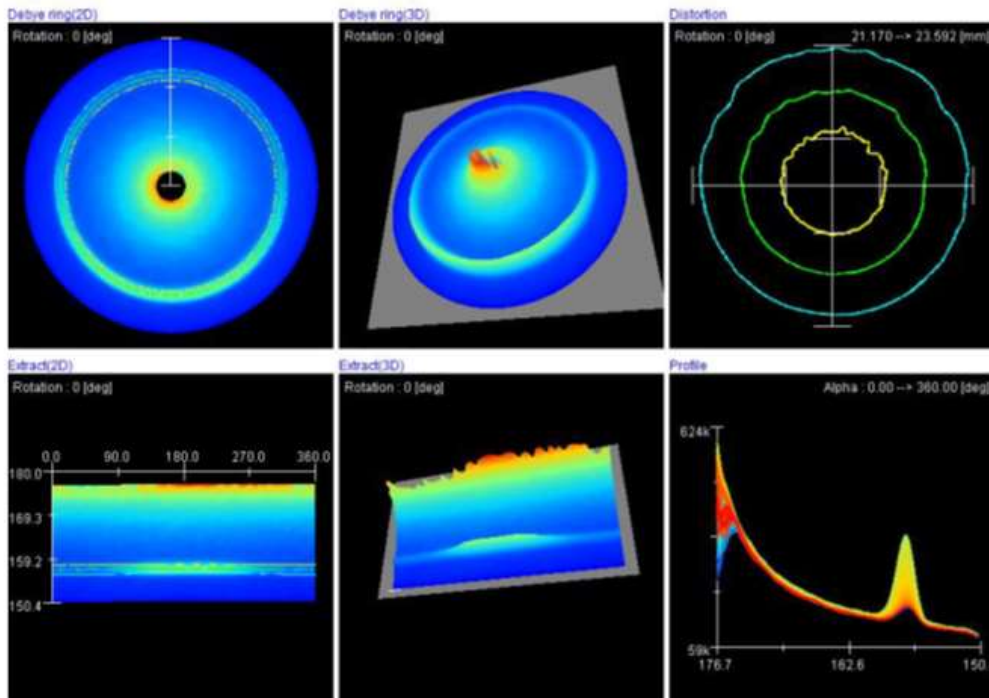 Debye ring(2D)
Rotation : 0 [deg]
Debye ring(3D)
Rotation : 0 [deg]
Distortion
Rotation : 0 [deg]
21.170 --> 23.592 [mm]
Extract(2D)
Rotation : 0 [deg]
0.0 90.0 180.0 270.0 360.0
180.0
169.3
159.2
150.4
Extract(3D)
Rotation : 0 [deg]
Profile
Alpha : 0.00 --> 360.00 [deg]
624k
59k
176.7 162.6 150.